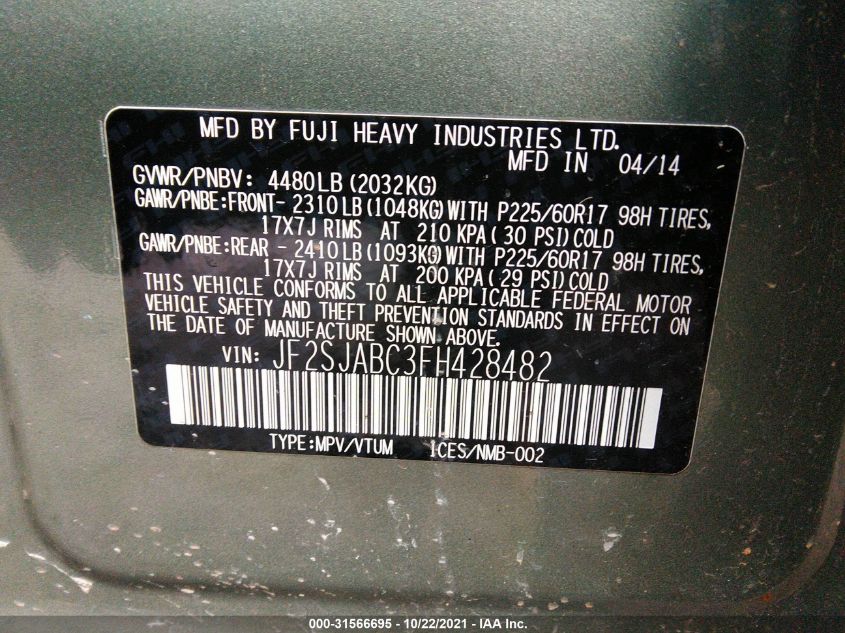 MFD BY FUJI HEAVY INDUSTRIES LTD.
MFD IN 04/14
GVWR/PNBV: 4480LB (2032KG)
GAWR/PNBE:FRONT- 2310LB (1048KG) WITH P225/60R17 98H TIRES,
17X7J RIMS AT 210 KPA ( 30 PSI) COLD
GAWR/PNBE:REAR - 2410LB (1093KG) WITH P225/60R17 98H TIRES,
17X7J RIMS AT 200 KPA ( 29 PSI) COLD
THIS VEHICLE CONFORMS TO ALL APPLICABLE FEDERAL MOTOR
VEHICLE SAFETY AND THEFT PREVENTION STANDARDS IN EFFECT ON
THE DATE OF MANUFACTURE SHOWN ABOVE.
VIN: JF2SJABC3FH428482
TYPE:MPV/VTUM ICES/NMB-002
000-31566695 - 10/22/2021 - IAA Inc.